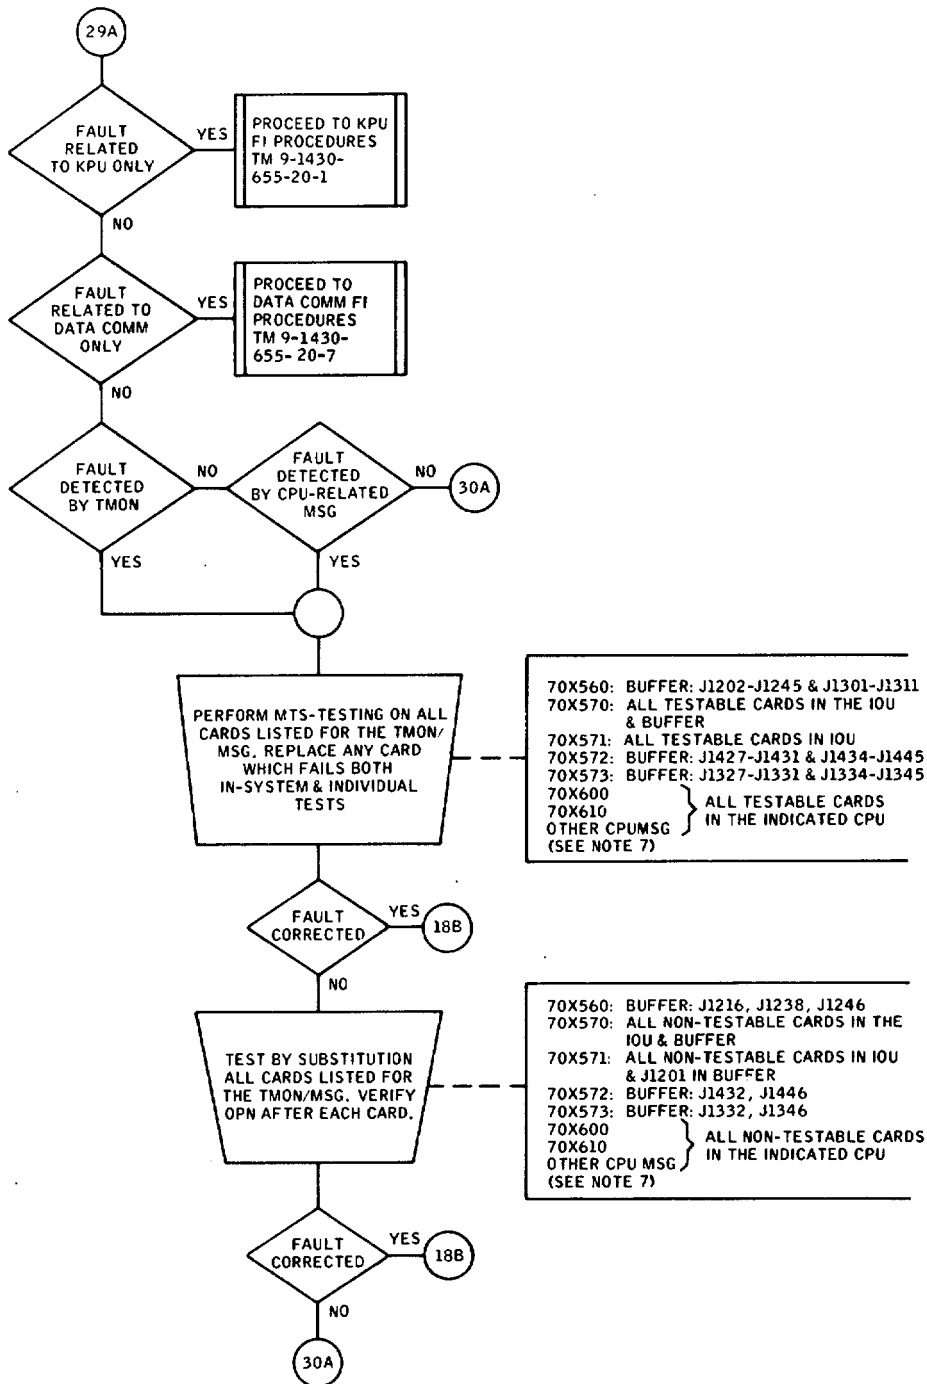 29A
FAULT
RELATED
TO KPU ONLY
YES
PROCEED TO KPU
FI PROCEDURES
TM 9-1430-
655-20-1
NO
FAULT
RELATED TO
DATA COMM
ONLY
YES
PROCEED TO
DATA COMM FI
PROCEDURES
TM 9-1430-
655-20-7
NO
FAULT
DETECTED
BY TMON
NO
FAULT
DETECTED
BY CPU-RELATED
MSG
NO
30A
YES
YES
PERFORM MTS-TESTING ON ALL
CARDS LISTED FOR THE TMON/
MSG. REPLACE ANY CARD
WHICH FAILS BOTH
IN-SYSTEM & INDIVIDUAL
TESTS
70X560: BUFFER: J1202-J1245 & J1301-J1311
70X570: ALL TESTABLE CARDS IN THE IOU
& BUFFER
70X571: ALL TESTABLE CARDS IN IOU
70X572: BUFFER: J1427-J1431 & J1434-J1445
70X573: BUFFER: J1327-J1331 & J1334-J1345
70X600
70X610
OTHER CPUMSG
(SEE NOTE 7)
ALL TESTABLE CARDS
IN THE INDICATED CPU
FAULT
CORRECTED
YES
18B
NO
TEST BY SUBSTITUTION
ALL CARDS LISTED FOR
THE TMON/MSG. VERIFY
OPN AFTER EACH CARD.
70X560: BUFFER: J1216, J1238, J1246
70X570: ALL NON-TESTABLE CARDS IN THE
IOU & BUFFER
70X571: ALL NON-TESTABLE CARDS IN IOU
& J1201 IN BUFFER
70X572: BUFFER: J1432, J1446
70X573: BUFFER: J1332, J1346
70X600
70X610
OTHER CPU MSG
(SEE NOTE 7)
ALL NON-TESTABLE CARDS
IN THE INDICATED CPU
FAULT
CORRECTED
YES
18B
NO
30A